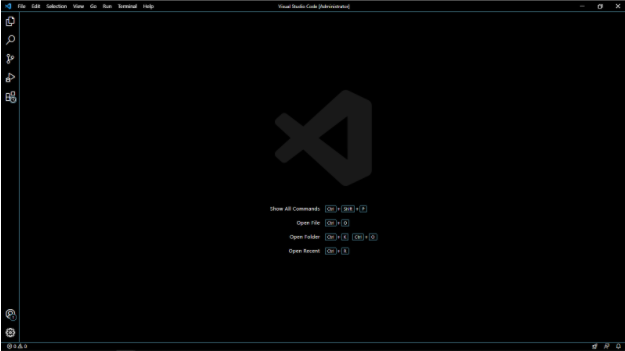 File Edit Selection View Go Run Terminal Help Visual Studio Code [Administrator]
Show All Commands Ctrl + Shift + P
Open File Ctrl + O
Open Folder Ctrl + K Ctrl + O
Open Recent Ctrl + R
0 0